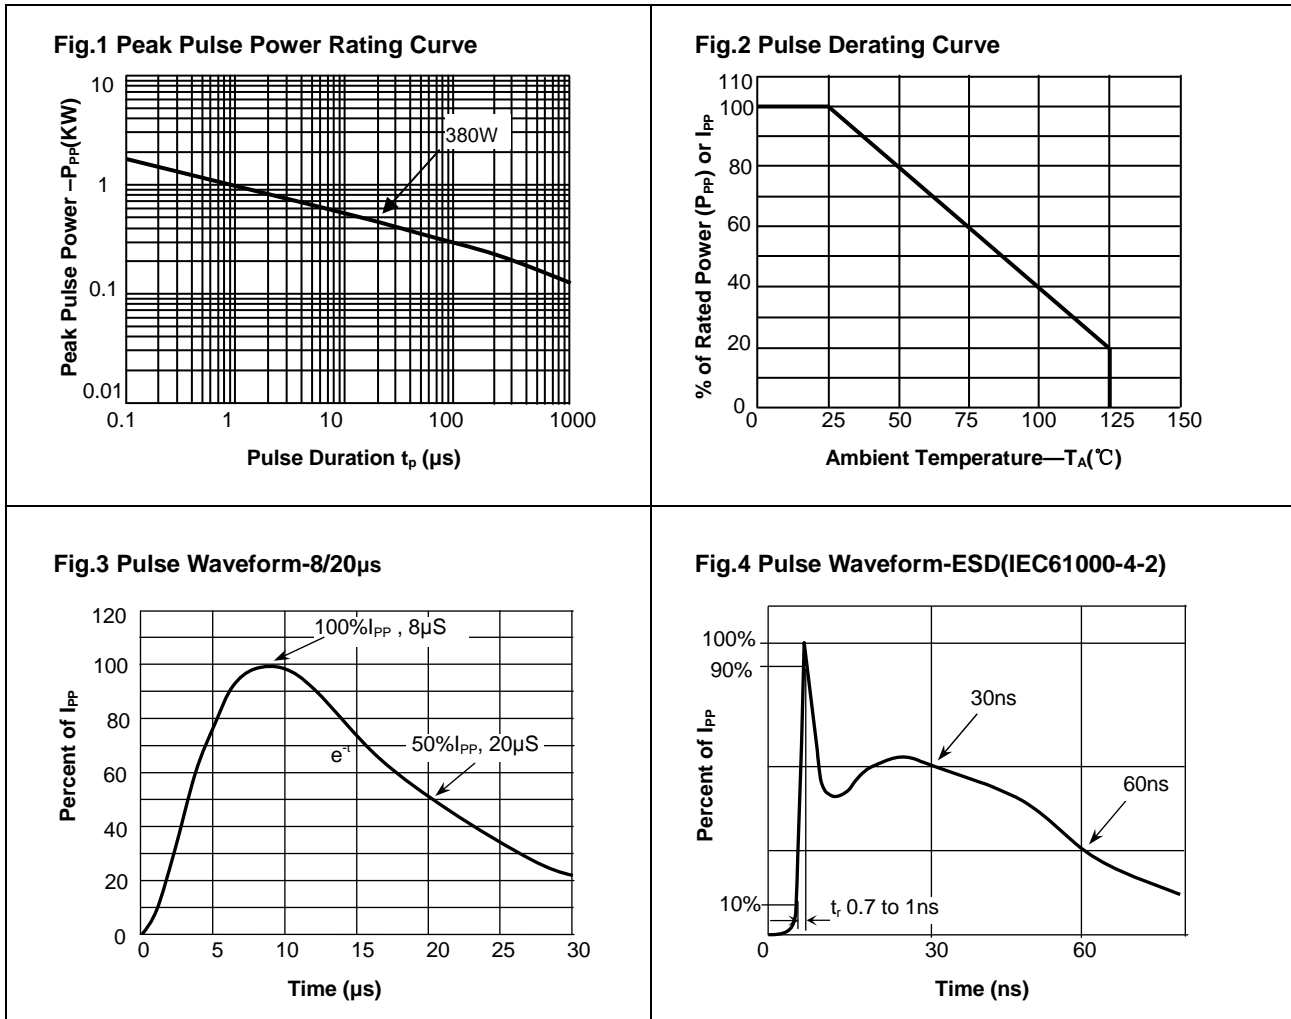 Fig.1 Peak Pulse Power Rating Curve
Peak Pulse Power –PPP(KW)
10
1
0.1
0.01
380W
0.1 1 10 100 1000
Pulse Duration tp (µs)
Fig.2 Pulse Derating Curve
% of Rated Power (PPP) or IPP
110
100
80
60
40
20
0
0 25 50 75 100 125 150
Ambient Temperature—TA(℃)
Fig.3 Pulse Waveform-8/20µs
Percent of IPP
120
100
80
60
40
20
0
100%IPP , 8µS
e-t
50%IPP, 20µS
0 5 10 15 20 25 30
Time (µs)
Fig.4 Pulse Waveform-ESD(IEC61000-4-2)
Percent of IPP
100%
90%
10%
30ns
60ns
tr 0.7 to 1ns
0 30 60
Time (ns)